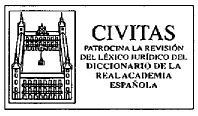 CIVITAS
PATROCINA LA REVISIÓN
DEL LÉXICO JURÍDICO DEL
DICCIONARIO DE LA
REAL ACADEMIA
ESPAÑOLA